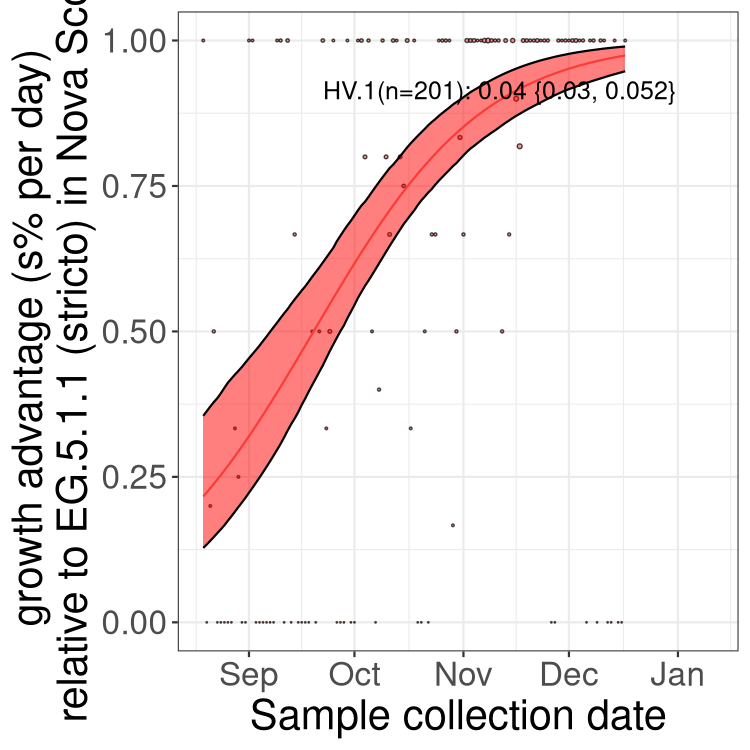 growth advantage (s% per day)
relative to EG.5.1.1 (stricto) in Nova Sco
1.00
0.75
0.50
0.25
0.00
HV.1(n=201): 0.04 {0.03, 0.052}
Sep Oct Nov Dec Jan
Sample collection date